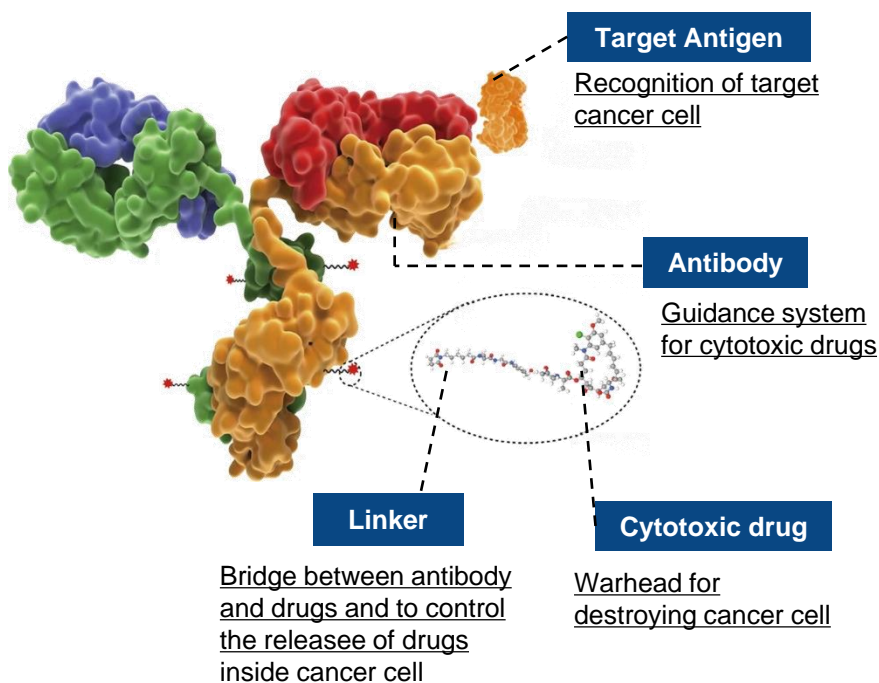 Target Antigen
Recognition of target
cancer cell
Antibody
Guidance system
for cytotoxic drugs
Linker
Bridge between antibody
and drugs and to control
the releasee of drugs
inside cancer cell
Cytotoxic drug
Warhead for
destroying cancer cell